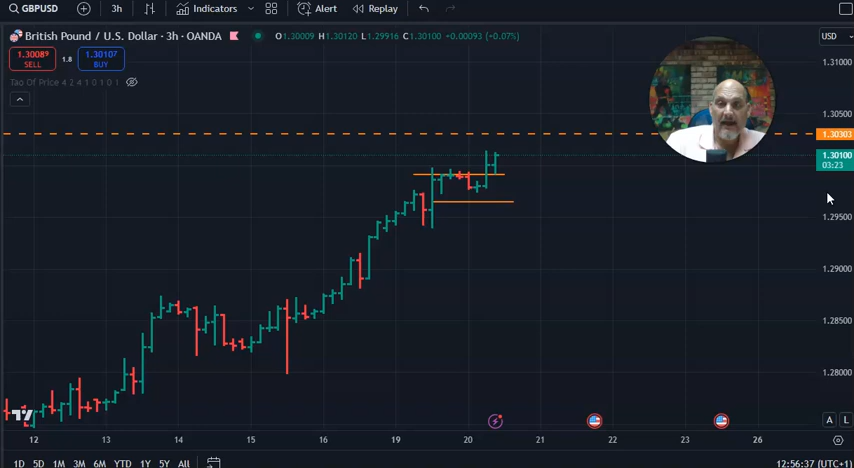 GBPUSD 3h Indicators Alert Replay
British Pound / U.S. Dollar · 3h · OANDA O1.30009 H1.30120 L1.29916 C1.30100 +0.00093 (+0.07%) USD
1.30089 1.8 1.30107
SELL BUY
Tao Of Price 4 2 4 1 0 1 0 1
1.31000
1.30500
1.30303
1.30100
03:23
1.29500
1.29000
1.28500
1.28000
A L
12 13 14 15 16 19 20 21 22 23 26
1D 5D 1M 3M 6M YTD 1Y 5Y All 12:56:37 (UTC+1)